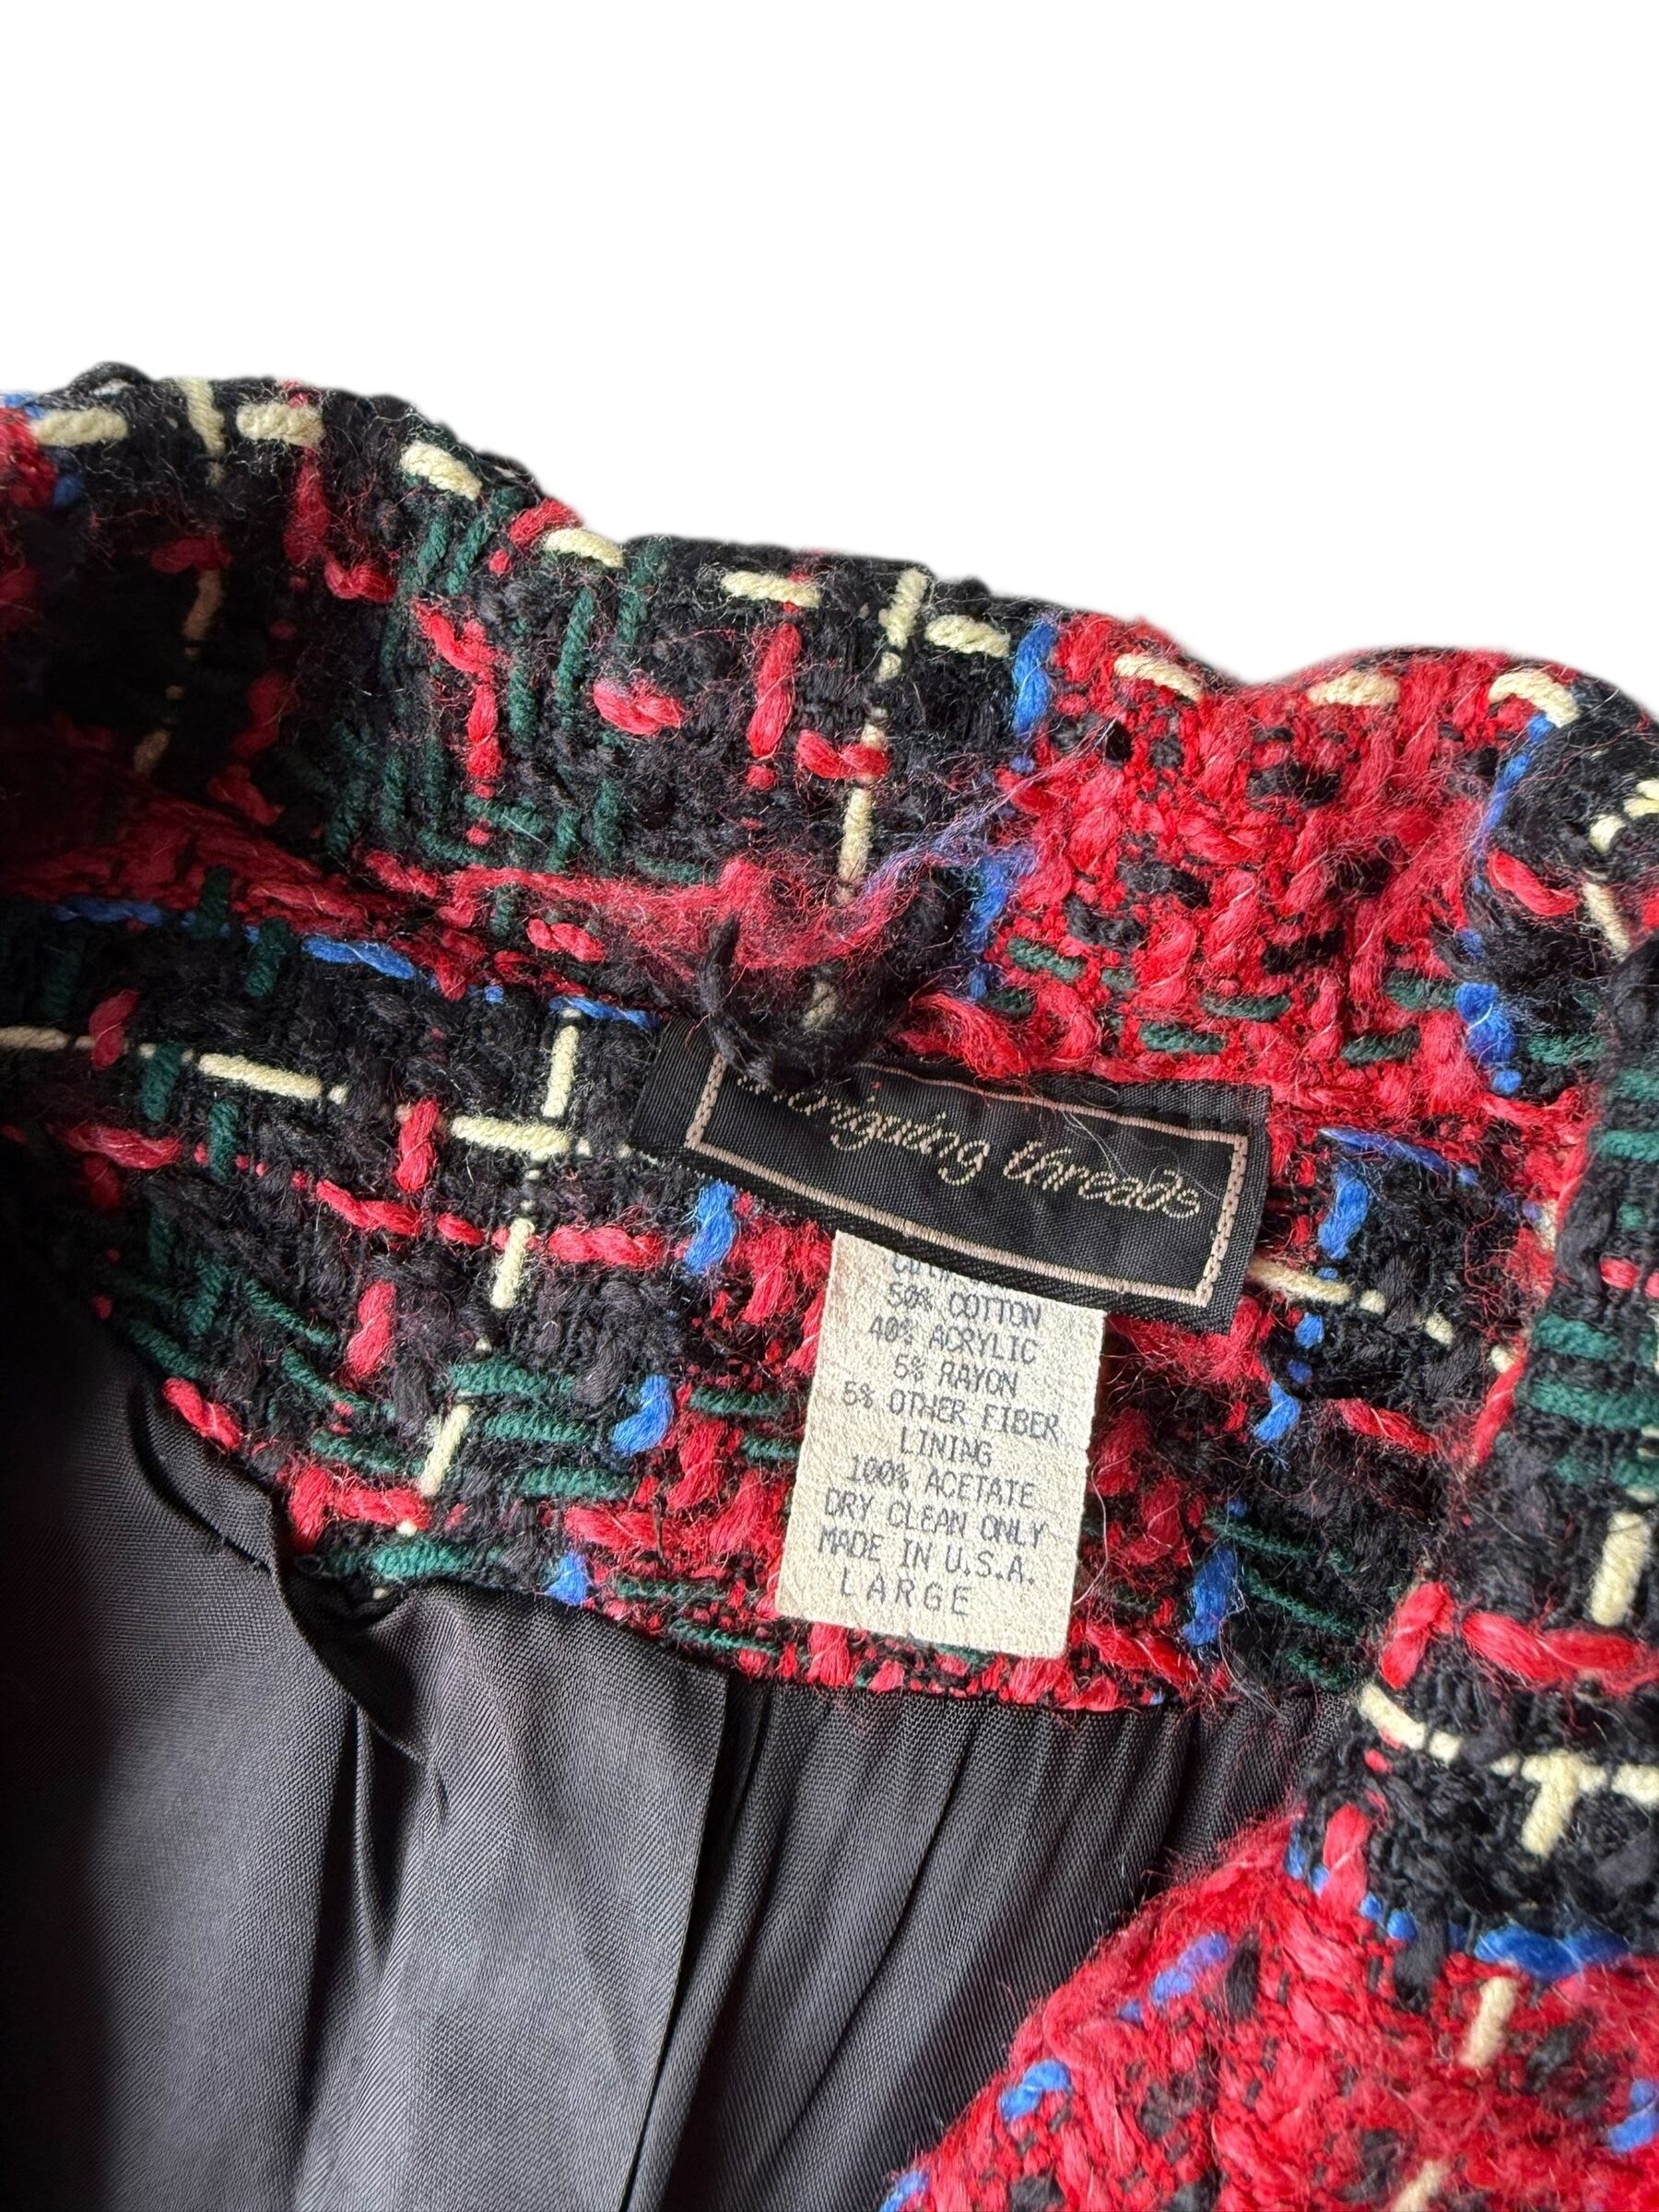 intriguing threads
50% COTTON
40% ACRYLIC
5% RAYON
5% OTHER FIBER
LINING
100% ACETATE
DRY CLEAN ONLY
MADE IN U.S.A.
LARGE